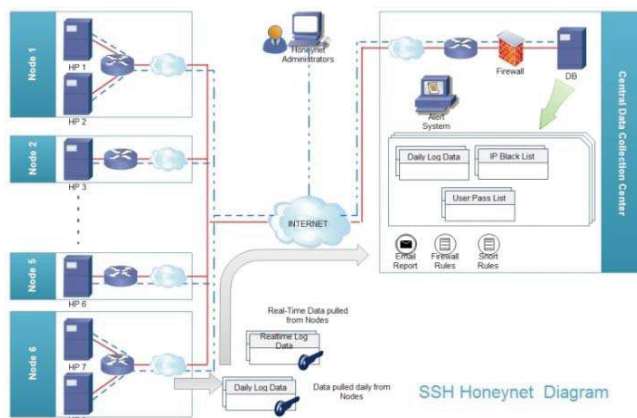 Node 1
HP 1
HP 2
Node 2
HP 3
Node 5
HP 6
Node 6
HP 7
Honeynet
Administrators
INTERNET
Firewall
DB
Alert
System
Daily Log Data
IP Black List
User:Pass List
Email
Report
Firewall
Rules
Snort
Rules
Central Data Collection Center
Real-Time Data pulled
from Nodes
Realtime Log
Data
Daily Log Data
Data pulled daily from
Nodes
SSH Honeynet Diagram